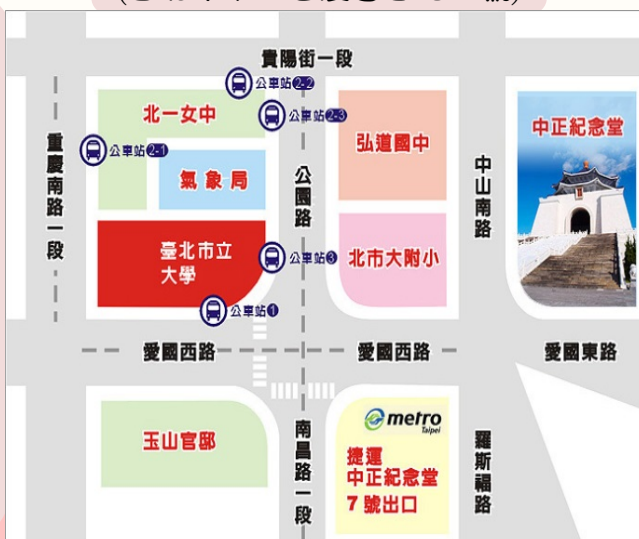 貴陽街一段
公車站2-2
北一女中
公車站2-3
公車站2-1
弘道國中
中正紀念堂
重慶南路一段
氣象局
公園路
中山南路
臺北市立
大學
公車站3
北市大附小
公車站1
愛國西路
愛國西路
愛國東路
玉山官邸
南昌路一段
metro
Taipei
捷運
中正紀念堂
7號出口
羅斯福路